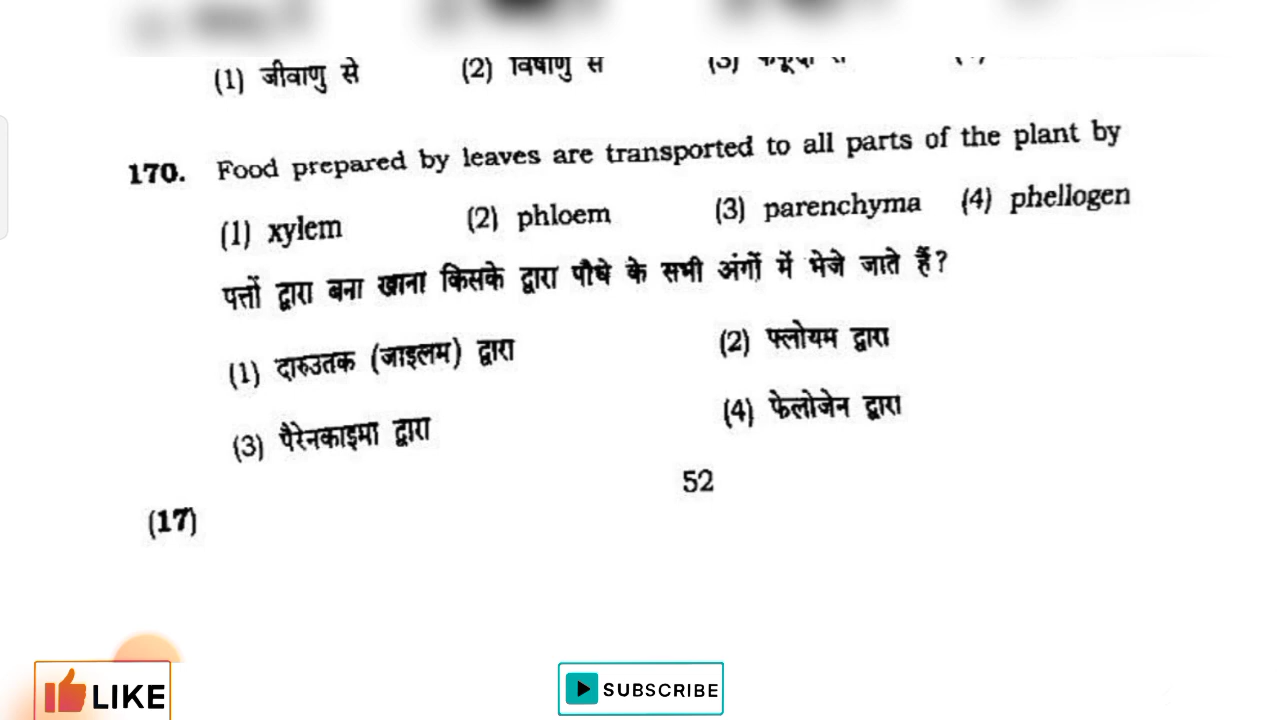 (1) जीवाणु से (2) विषाणु से (3)
170. Food prepared by leaves are transported to all parts of the plant by
(1) xylem (2) phloem (3) parenchyma (4) phellogen
पत्तों द्वारा बना खाना किसके द्वारा पौधे के सभी अंगों में भेजे जाते हैं?
(1) दारुउतक (जाइलम) द्वारा (2) फ्लोयम द्वारा
(3) पैरेनकाइमा द्वारा (4) फेलोजेन द्वारा
52
(17)
LIKE SUBSCRIBE